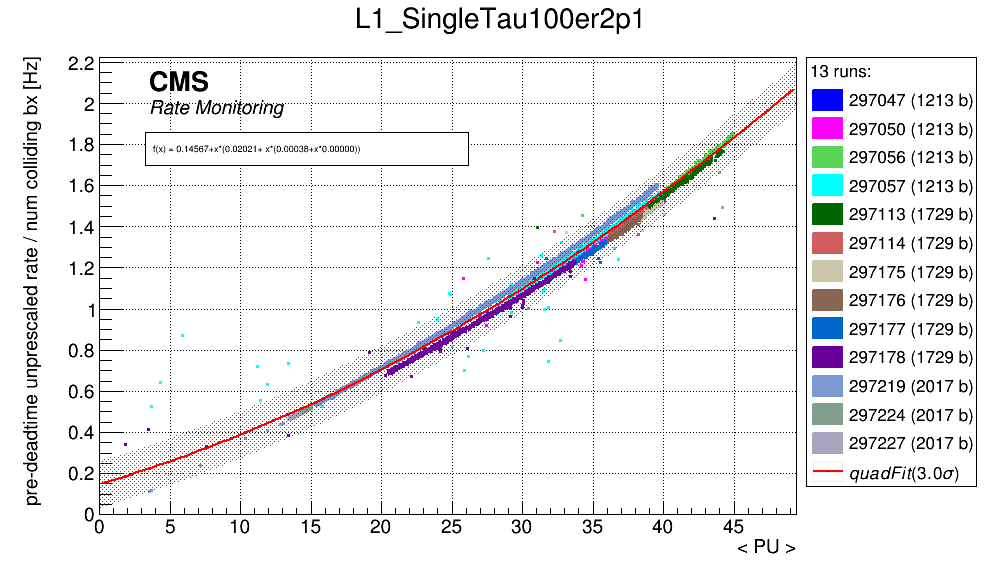 L1_SingleTau100er2p1
pre-deadtime unprescaled rate / num colliding bx [Hz]
2.2
2
1.8
1.6
1.4
1.2
1
0.8
0.6
0.4
0.2
0
CMS
Rate Monitoring
f(x) = 0.14567+x*(0.02021+ x*(0.00038+x*0.00000))
0 5 10 15 20 25 30 35 40 45
< PU >
13 runs:
297047 (1213 b)
297050 (1213 b)
297056 (1213 b)
297057 (1213 b)
297113 (1729 b)
297114 (1729 b)
297175 (1729 b)
297176 (1729 b)
297177 (1729 b)
297178 (1729 b)
297219 (2017 b)
297224 (2017 b)
297227 (2017 b)
quadFit(3.0σ)